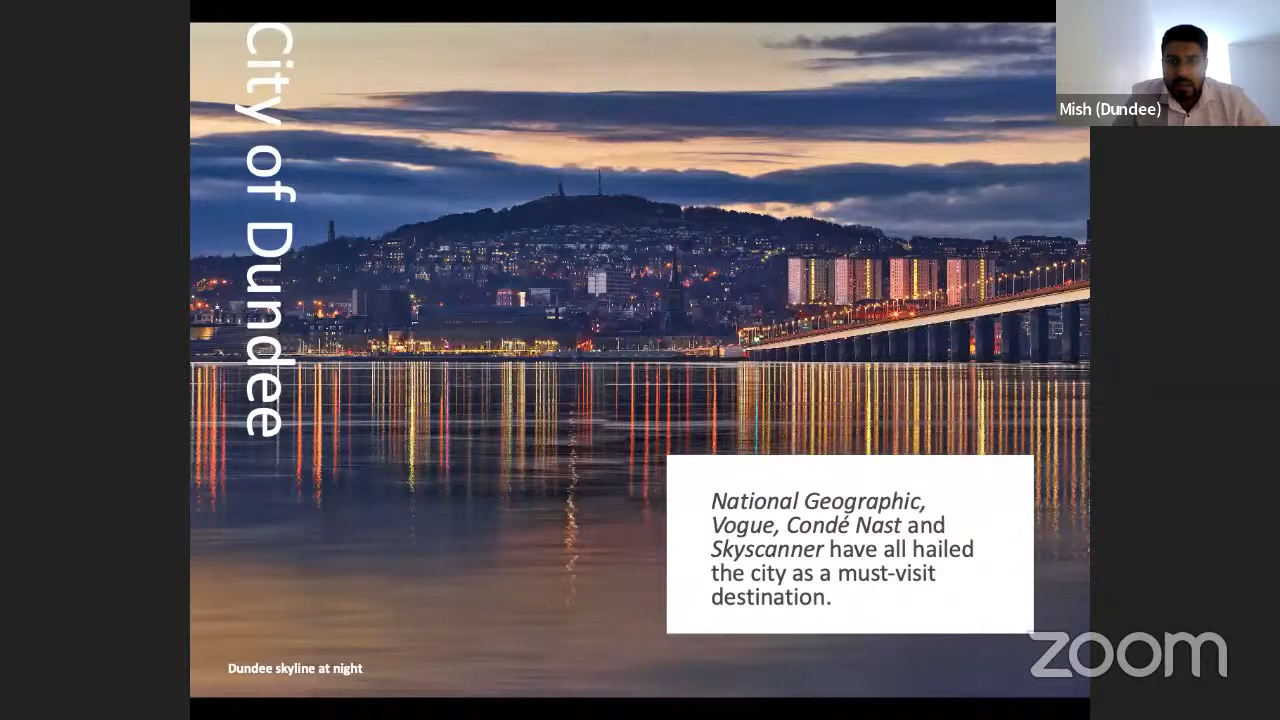 City of Dundee
Mish (Dundee)
National Geographic,
Vogue, Condé Nast and
Skyscanner have all hailed
the city as a must-visit
destination.
Dundee skyline at night
zoom